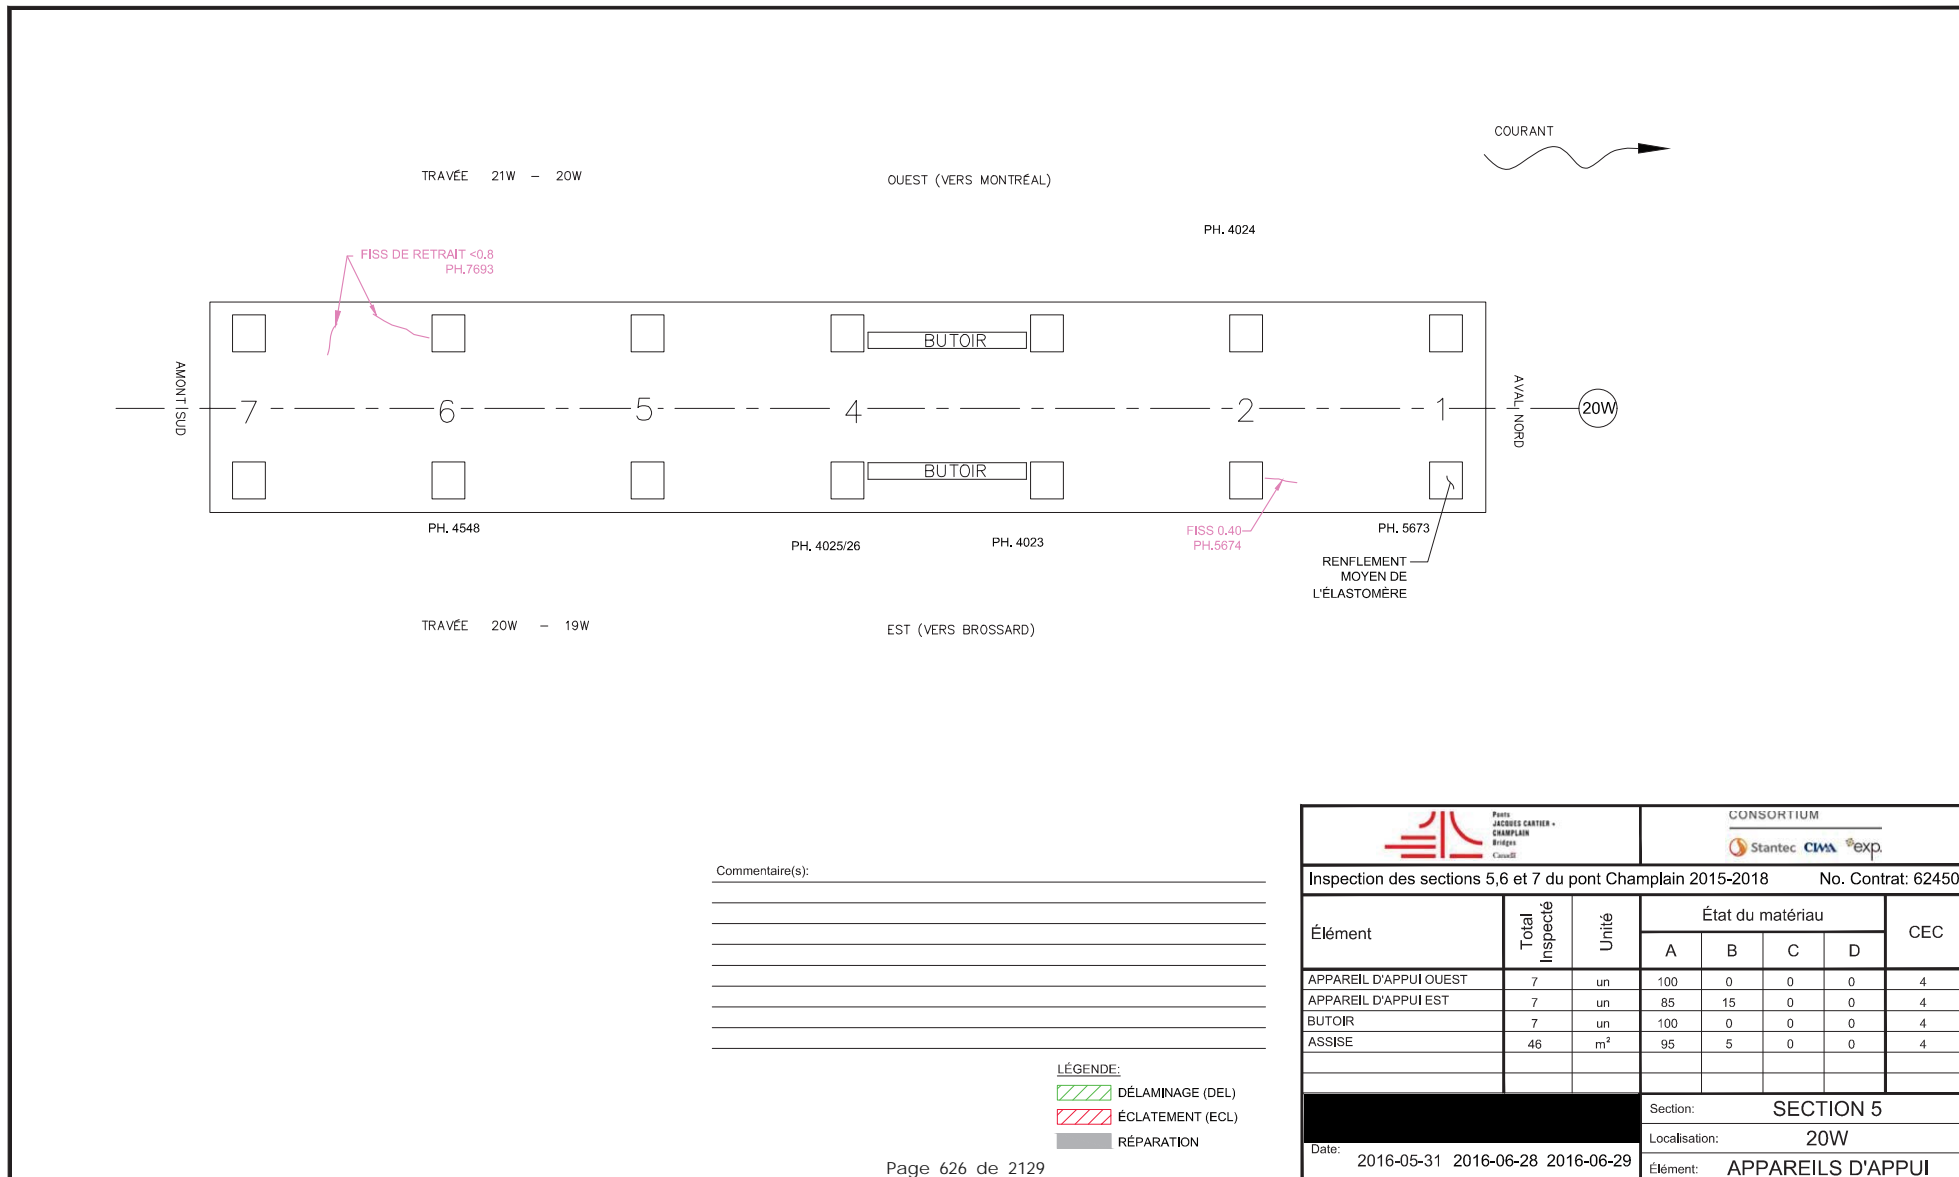 COURANT
TRAVÉE 21W – 20W
OUEST (VERS MONTRÉAL)
PH. 4024
FISS DE RETRAIT <0.8
PH.7693
BUTOIR
AMONT SUD
7
6
5
4
2
1
AVAL NORD
20W
BUTOIR
PH. 4548
PH. 4025/26
PH. 4023
FISS 0.40
PH.5674
PH. 5673
RENFLEMENT
MOYEN DE
L'ÉLASTOMÈRE
TRAVÉE 20W – 19W
EST (VERS BROSSARD)
Commentaire(s):
LÉGENDE:
DÉLAMINAGE (DEL)
ÉCLATEMENT (ECL)
RÉPARATION
Page 626 de 2129
Ponts
JACQUES CARTIER +
CHAMPLAIN
Bridges
Canada
CONSORTIUM
Stantec CIMA exp.
Inspection des sections 5,6 et 7 du pont Champlain 2015-2018 No. Contrat: 62450
Élément Total Inspecté Unité État du matériau CEC
A B C D
APPAREIL D'APPUI OUEST 7 un 100 0 0 0 4
APPAREIL D'APPUI EST 7 un 85 15 0 0 4
BUTOIR 7 un 100 0 0 0 4
ASSISE 46 m² 95 5 0 0 4
Section: SECTION 5
Localisation: 20W
Date: 2016-05-31 2016-06-28 2016-06-29
Élément: APPAREILS D'APPUI